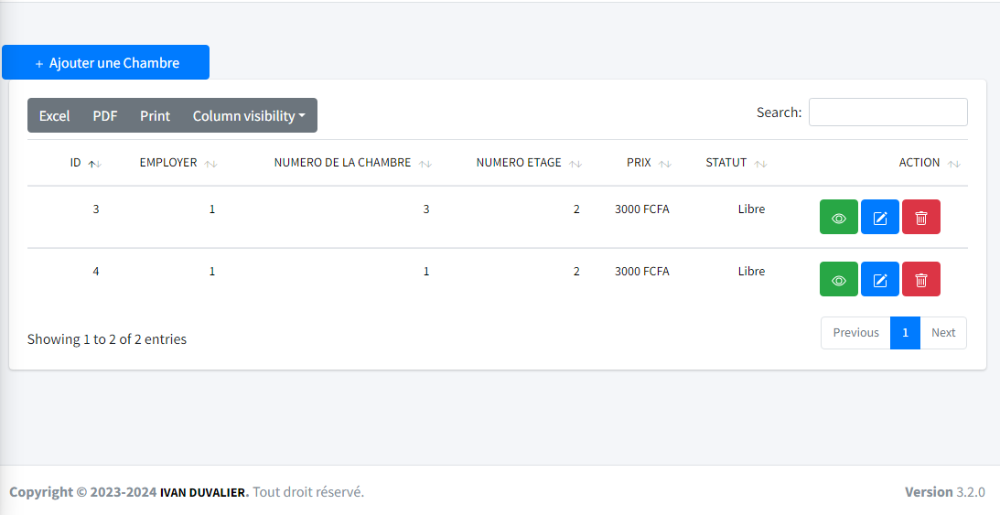 + Ajouter une Chambre
Excel PDF Print Column visibility Search:
ID EMPLOYER NUMERO DE LA CHAMBRE NUMERO ETAGE PRIX STATUT ACTION
3 1 3 2 3000 FCFA Libre
4 1 1 2 3000 FCFA Libre
Showing 1 to 2 of 2 entries Previous 1 Next
Copyright © 2023-2024 IVAN DUVALIER. Tout droit réservé. Version 3.2.0